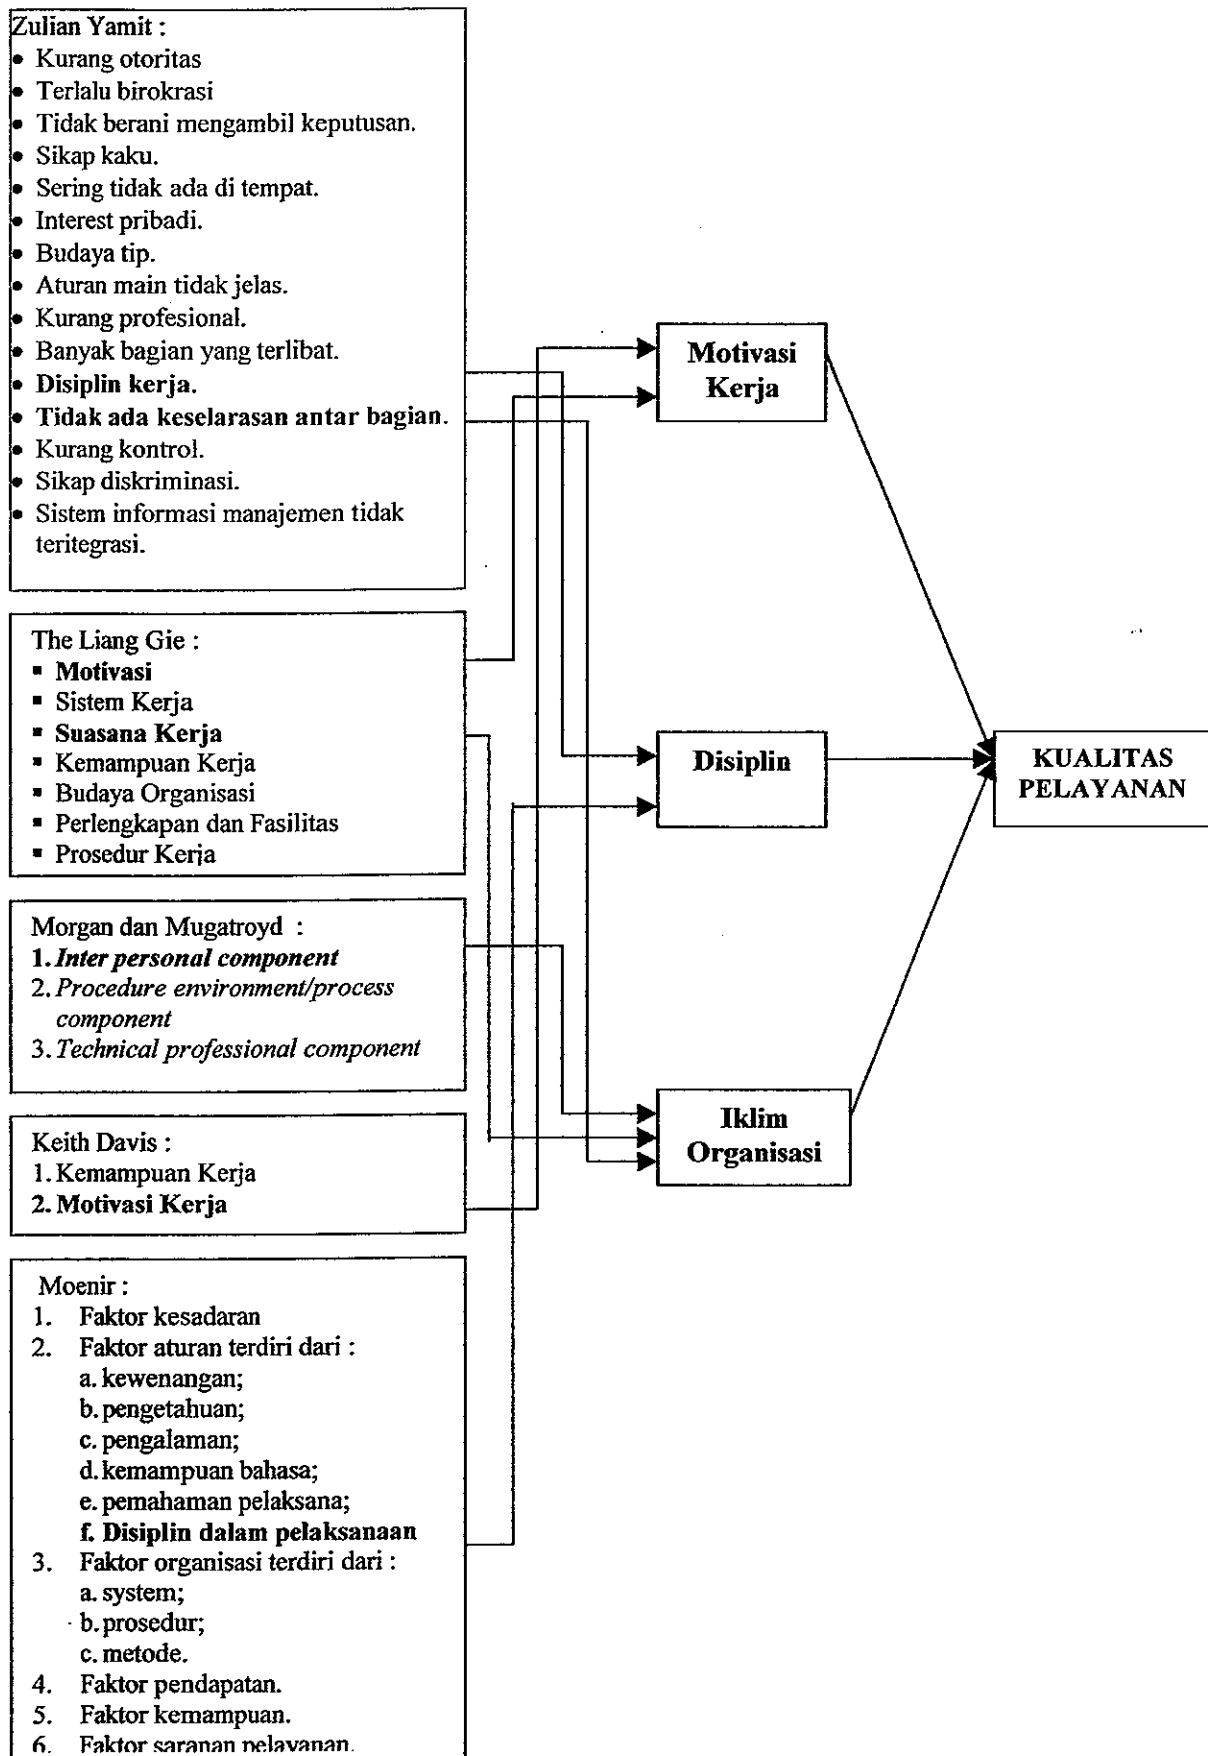 Zulian Yamit :
• Kurang otoritas
• Terlalu birokrasi
• Tidak berani mengambil keputusan.
• Sikap kaku.
• Sering tidak ada di tempat.
• Interest pribadi.
• Budaya tip.
• Aturan main tidak jelas.
• Kurang profesional.
• Banyak bagian yang terlibat.
• Disiplin kerja.
• Tidak ada keselarasan antar bagian.
• Kurang kontrol.
• Sikap diskriminasi.
• Sistem informasi manajemen tidak
teritegrasi.
The Liang Gie :
▪ Motivasi
▪ Sistem Kerja
▪ Suasana Kerja
▪ Kemampuan Kerja
▪ Budaya Organisasi
▪ Perlengkapan dan Fasilitas
▪ Prosedur Kerja
Morgan dan Mugatroyd :
1. Inter personal component
2. Procedure environment/process
component
3. Technical professional component
Keith Davis :
1. Kemampuan Kerja
2. Motivasi Kerja
Moenir :
1. Faktor kesadaran
2. Faktor aturan terdiri dari :
a. kewenangan;
b. pengetahuan;
c. pengalaman;
d. kemampuan bahasa;
e. pemahaman pelaksana;
f. Disiplin dalam pelaksanaan
3. Faktor organisasi terdiri dari :
a. system;
b. prosedur;
c. metode.
4. Faktor pendapatan.
5. Faktor kemampuan.
6. Faktor saranan pelayanan.
Motivasi
Kerja
Disiplin
Iklim
Organisasi
KUALITAS
PELAYANAN